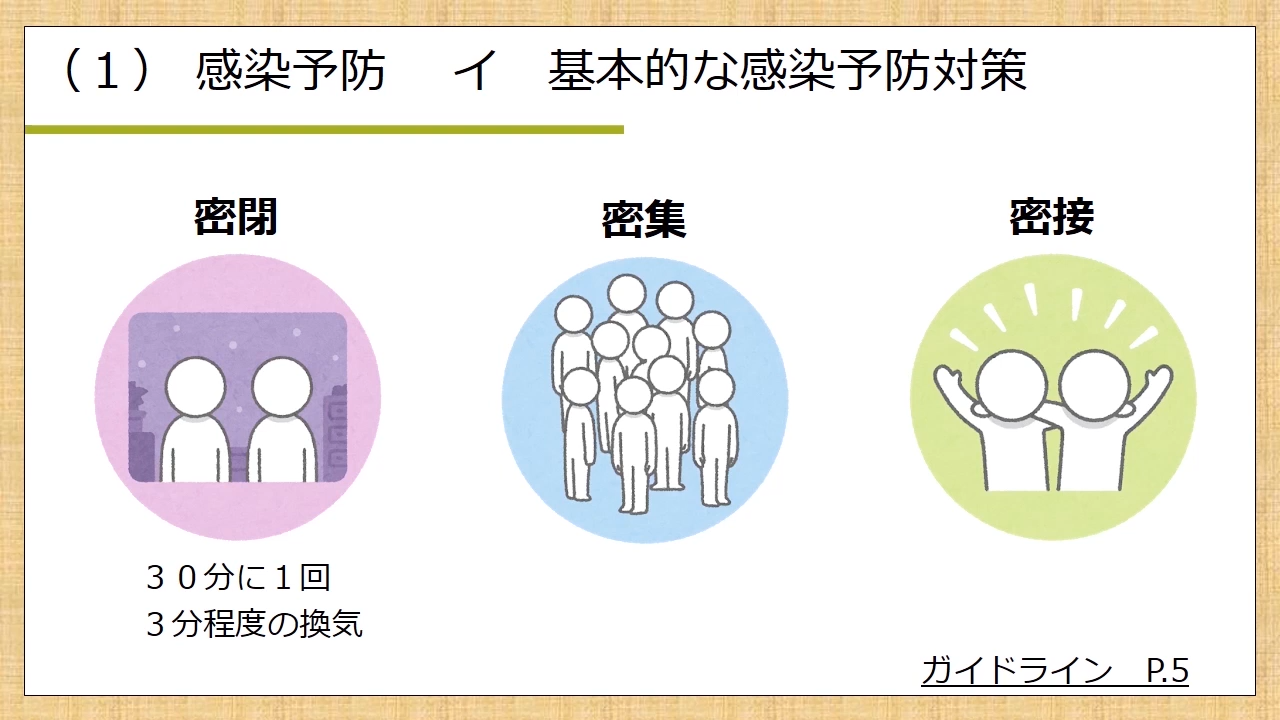 （１） 感染予防　イ　基本的な感染予防対策
密閉
密集
密接
３０分に１回
３分程度の換気
ガイドライン　P.5